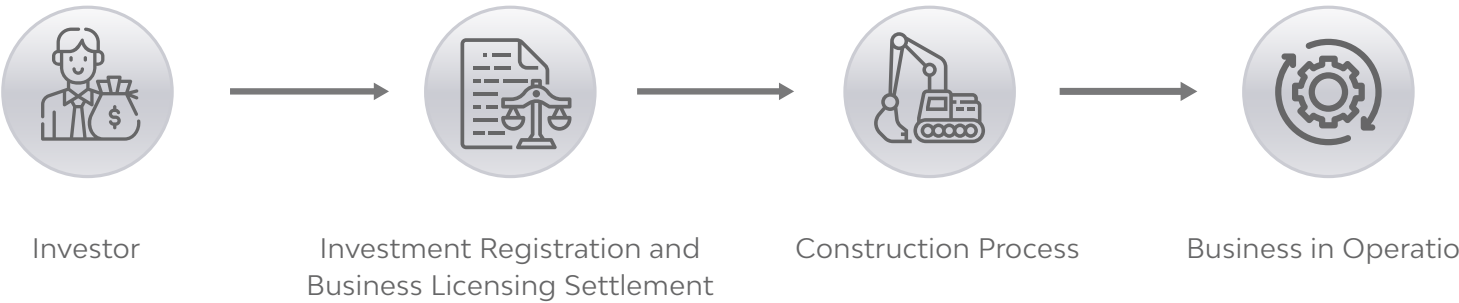 $
Investor
Investment Registration and
Business Licensing Settlement
Construction Process
Business in Operatio